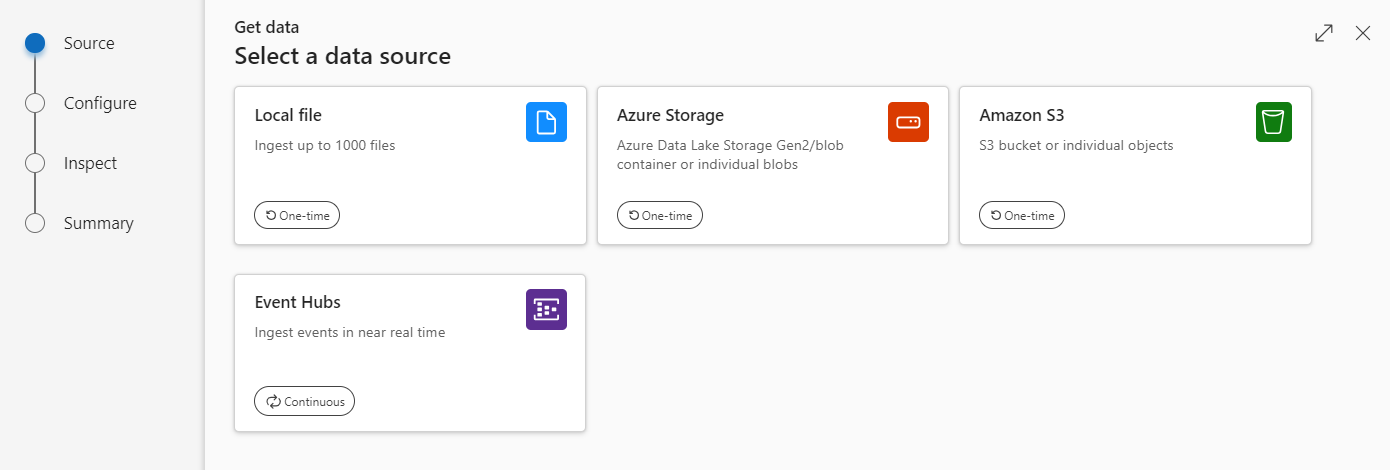 Source
Configure
Inspect
Summary
Get data
Select a data source
Local file
Ingest up to 1000 files
One-time
Azure Storage
Azure Data Lake Storage Gen2/blob
container or individual blobs
One-time
Amazon S3
S3 bucket or individual objects
One-time
Event Hubs
Ingest events in near real time
Continuous